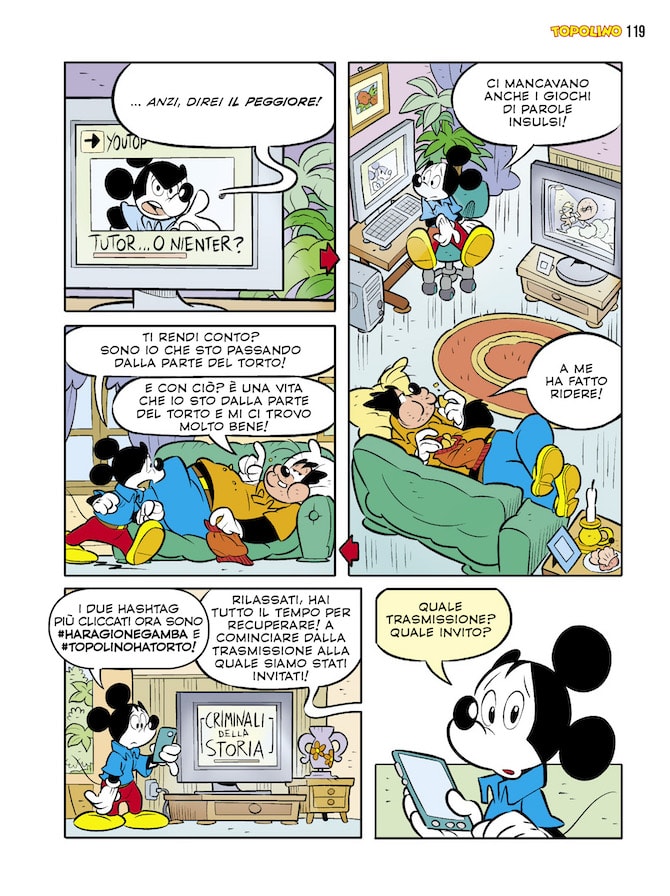 TOPOLINO 119
... ANZI, DIREI IL PEGGIORE!
YOUTOP
TUTOR... O NIENTER?
CI MANCAVANO
ANCHE I GIOCHI
DI PAROLE
INSULSI!
A ME
HA FATTO
RIDERE!
TI RENDI CONTO?
SONO IO CHE STO PASSANDO
DALLA PARTE DEL TORTO!
E CON CIÒ? È UNA VITA
CHE IO STO DALLA PARTE
DEL TORTO E MI CI TROVO
MOLTO BENE!
I DUE HASHTAG
PIÙ CLICCATI ORA SONO
#HARAGIONEGAMBA E
#TOPOLINOHATORTO!
RILASSATI, HAI
TUTTO IL TEMPO PER
RECUPERARE! A
COMINCIARE DALLA
TRASMISSIONE ALLA
QUALE SIAMO STATI
INVITATI!
CRIMINALI
DELLA
STORIA
QUALE
TRASMISSIONE?
QUALE INVITO?